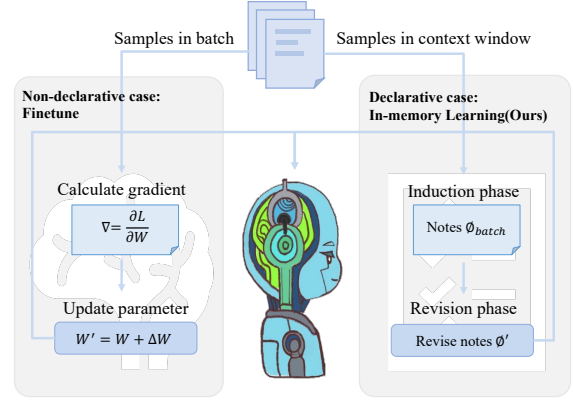 Samples in batch
Samples in context window
Non-declarative case:
Finetune
Calculate gradient
∇= ∂L/∂W
Update parameter
W′ = W + ΔW
Declarative case:
In-memory Learning(Ours)
Induction phase
Notes ∅batch
Revision phase
Revise notes ∅′